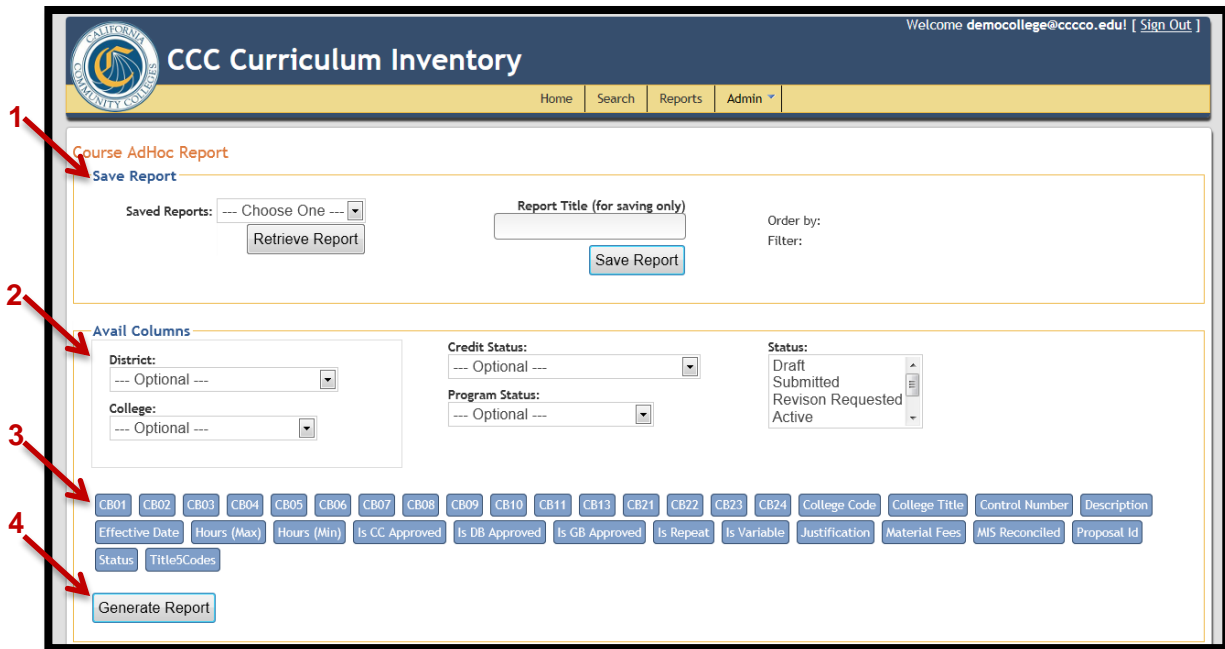 Welcome democollege@cccco.edu! [ Sign Out ]
CALIFORNIA COMMUNITY COLLEGES
CCC Curriculum Inventory
Home Search Reports Admin
1
Course AdHoc Report
Save Report
Saved Reports: --- Choose One ---
Retrieve Report
Report Title (for saving only)
Save Report
Order by:
Filter:
2
Avail Columns
District:
--- Optional ---
College:
--- Optional ---
Credit Status:
--- Optional ---
Program Status:
--- Optional ---
Status:
Draft
Submitted
Revison Requested
Active
3
CB01 CB02 CB03 CB04 CB05 CB06 CB07 CB08 CB09 CB10 CB11 CB13 CB21 CB22 CB23 CB24 College Code College Title Control Number Description
Effective Date Hours (Max) Hours (Min) Is CC Approved Is DB Approved Is GB Approved Is Repeat Is Variable Justification Material Fees MIS Reconciled Proposal Id
Status Title5Codes
4
Generate Report